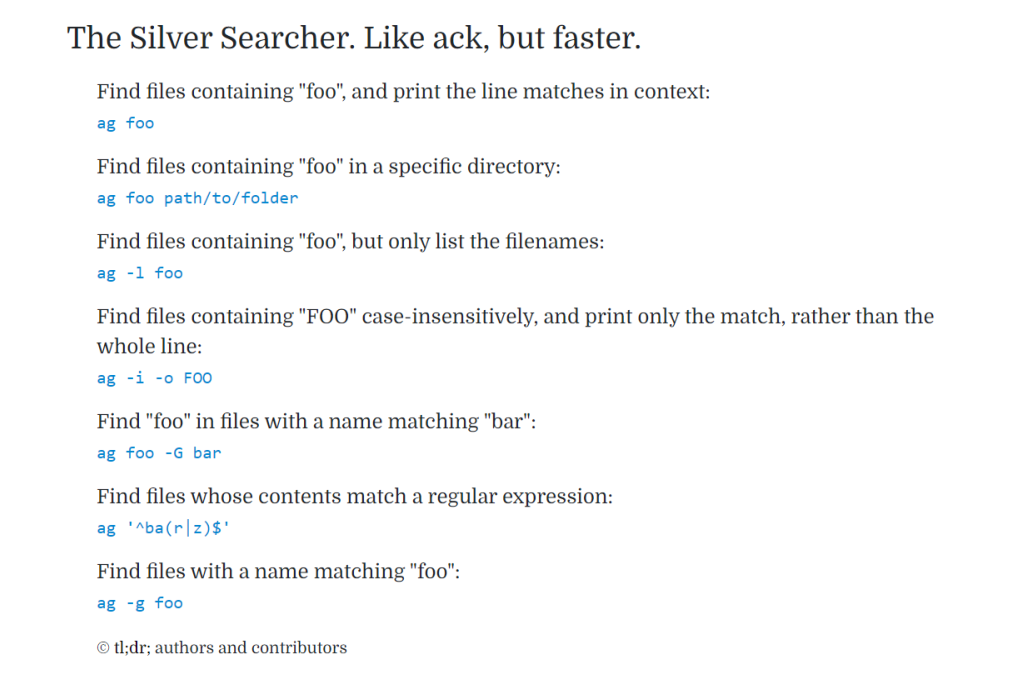 The Silver Searcher. Like ack, but faster.
Find files containing "foo", and print the line matches in context:
ag foo
Find files containing "foo" in a specific directory:
ag foo path/to/folder
Find files containing "foo", but only list the filenames:
ag -l foo
Find files containing "FOO" case-insensitively, and print only the match, rather than the
whole line:
ag -i -o FOO
Find "foo" in files with a name matching "bar":
ag foo -G bar
Find files whose contents match a regular expression:
ag '^ba(r|z)$'
Find files with a name matching "foo":
ag -g foo
© tl;dr; authors and contributors